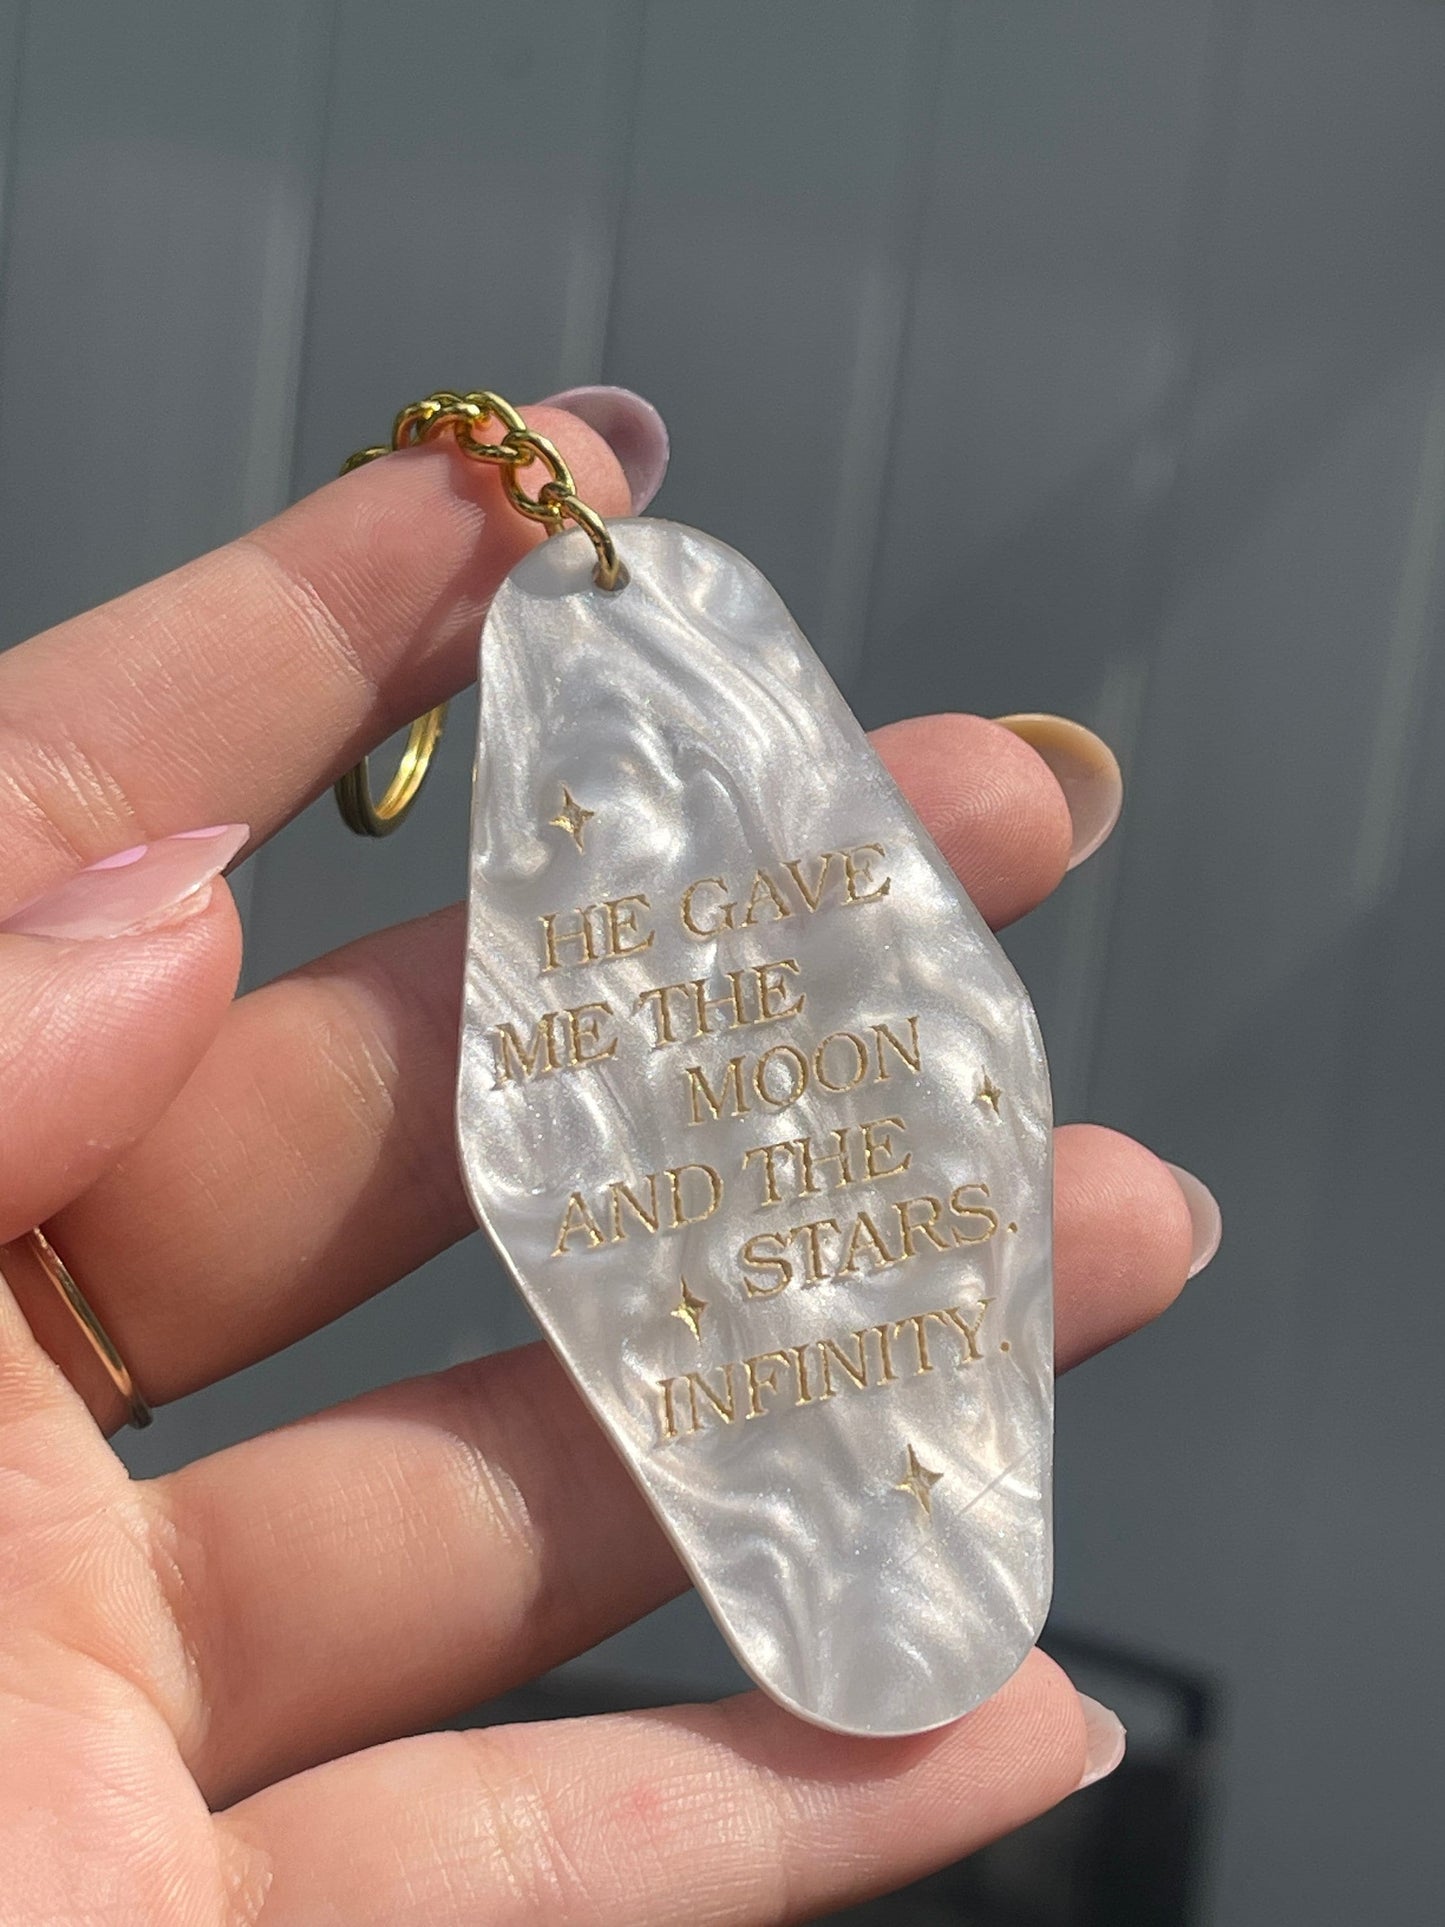 HE GAVE
ME THE
MOON
AND THE
STARS.
INFINITY.